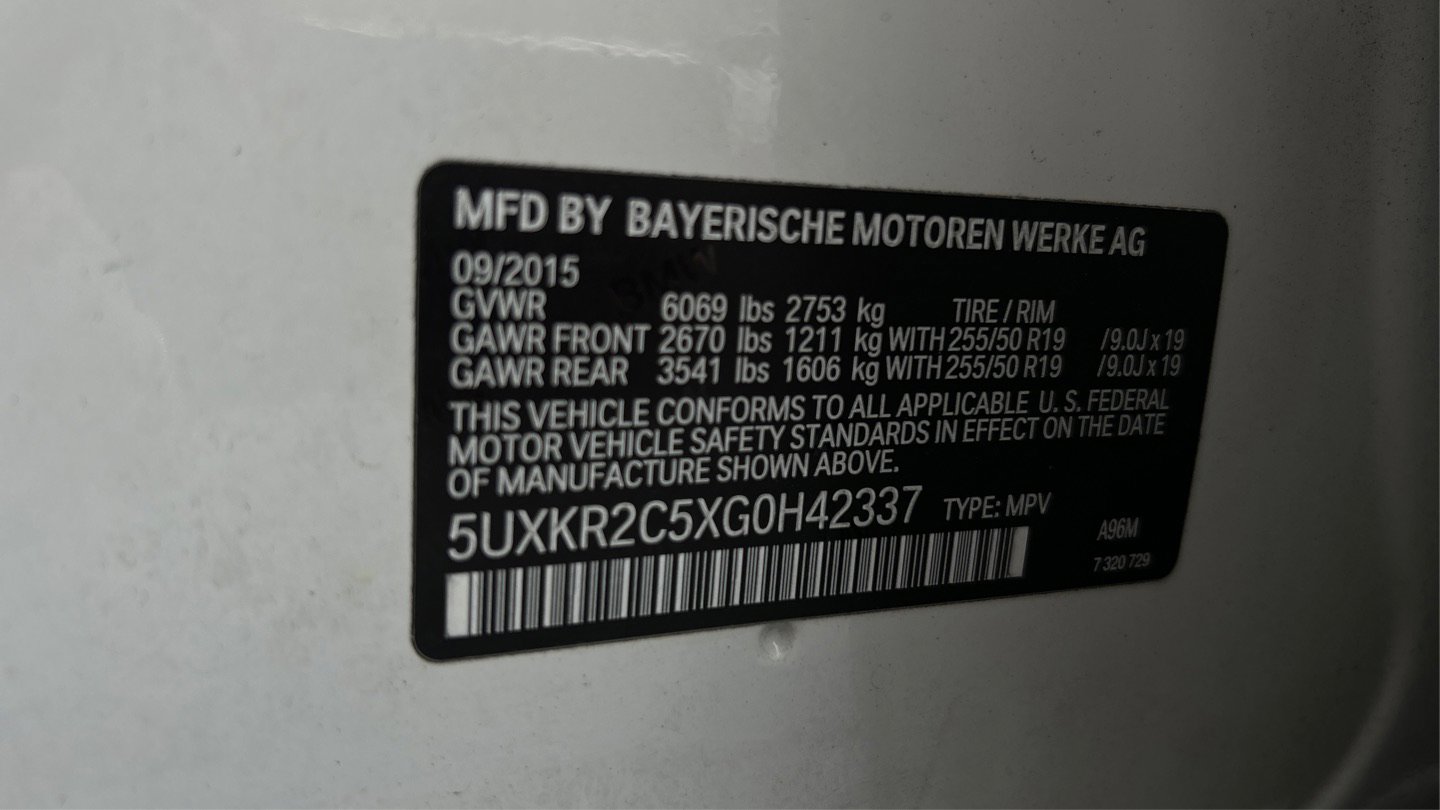 MFD BY BAYERISCHE MOTOREN WERKE AG
09/2015
GVWR 6069 lbs 2753 kg TIRE / RIM
GAWR FRONT 2670 lbs 1211 kg WITH 255/50 R19 /9.0J x 19
GAWR REAR 3541 lbs 1606 kg WITH 255/50 R19 /9.0J x 19
THIS VEHICLE CONFORMS TO ALL APPLICABLE U. S. FEDERAL
MOTOR VEHICLE SAFETY STANDARDS IN EFFECT ON THE DATE
OF MANUFACTURE SHOWN ABOVE.
5UXKR2C5XG0H42337 TYPE: MPV
A96M
7 320 729
BMW